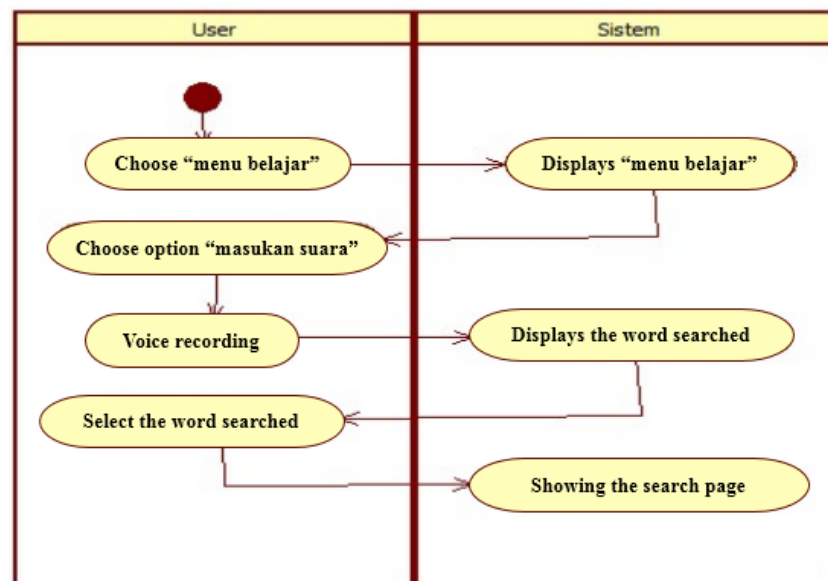 User
Sistem
Choose “menu belajar”
Displays “menu belajar”
Choose option “masukan suara”
Voice recording
Displays the word searched
Select the word searched
Showing the search page